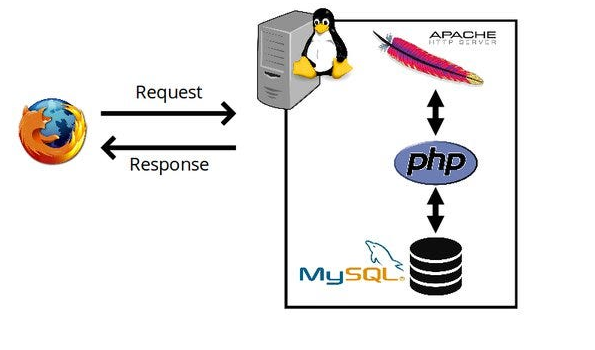 APACHE
HTTP SERVER
Request
php
Response
MySQL®